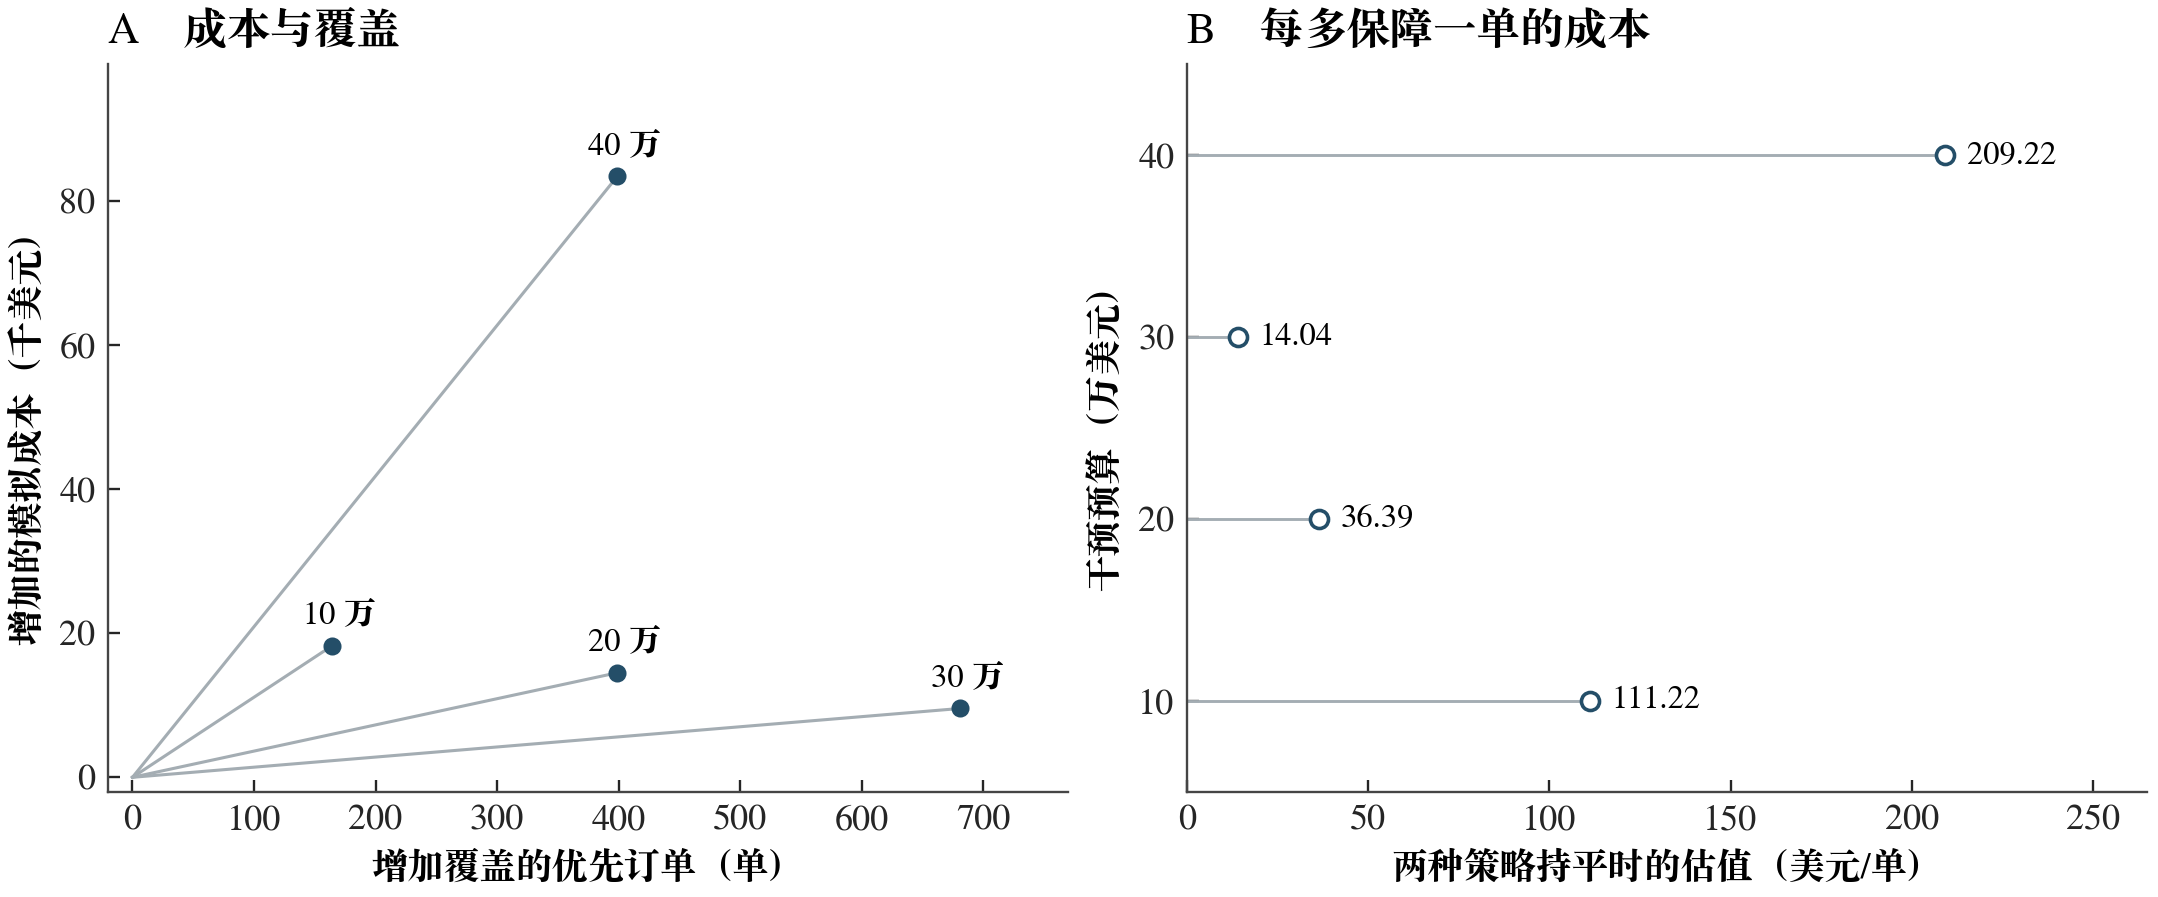 A 成本与覆盖
增加的模拟成本（千美元）
80
60
40
20
0
40 万
10 万
20 万
30 万
0 100 200 300 400 500 600 700
增加覆盖的优先订单（单）
B 每多保障一单的成本
干预预算（万美元）
40
30
20
10
209.22
14.04
36.39
111.22
0 50 100 150 200 250
两种策略持平时的估值（美元/单）